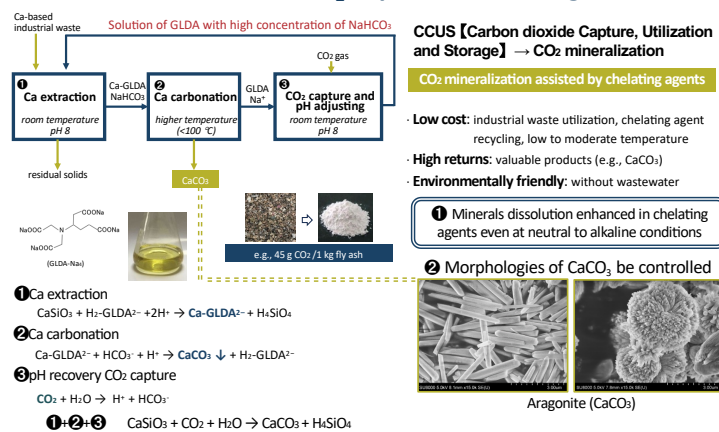 Ca-based
industrial waste
Solution of GLDA with high concentration of NaHCO₃
CO₂ gas
❶
Ca extraction
room temperature
pH 8
Ca-GLDA
NaHCO₃
❷
Ca carbonation
higher temperature
(<100 ℃)
GLDA
Na⁺
❸
CO₂ capture and
pH adjusting
room temperature
pH 8
residual solids
CaCO₃
COONa
NaOOC
N
COONa
NaOOC
(GLDA-Na₄)
e.g., 45 g CO₂ /1 kg fly ash
❶Ca extraction
CaSiO₃ + H₂-GLDA²⁻ +2H⁺ → Ca-GLDA²⁻ + H₄SiO₄
❷Ca carbonation
Ca-GLDA²⁻ + HCO₃⁻ + H⁺ → CaCO₃ ↓ + H₂-GLDA²⁻
❸pH recovery CO₂ capture
CO₂ + H₂O → H⁺ + HCO₃⁻
❶+❷+❸ CaSiO₃ + CO₂ + H₂O → CaCO₃ + H₄SiO₄
CCUS【Carbon dioxide Capture, Utilization
and Storage】→ CO₂ mineralization
CO₂ mineralization assisted by chelating agents
· Low cost: industrial waste utilization, chelating agent
recycling, low to moderate temperature
· High returns: valuable products (e.g., CaCO₃)
· Environmentally friendly: without wastewater
❶ Minerals dissolution enhanced in chelating
agents even at neutral to alkaline conditions
❷ Morphologies of CaCO₃ be controlled
3.00um
3.00um
Aragonite (CaCO₃)